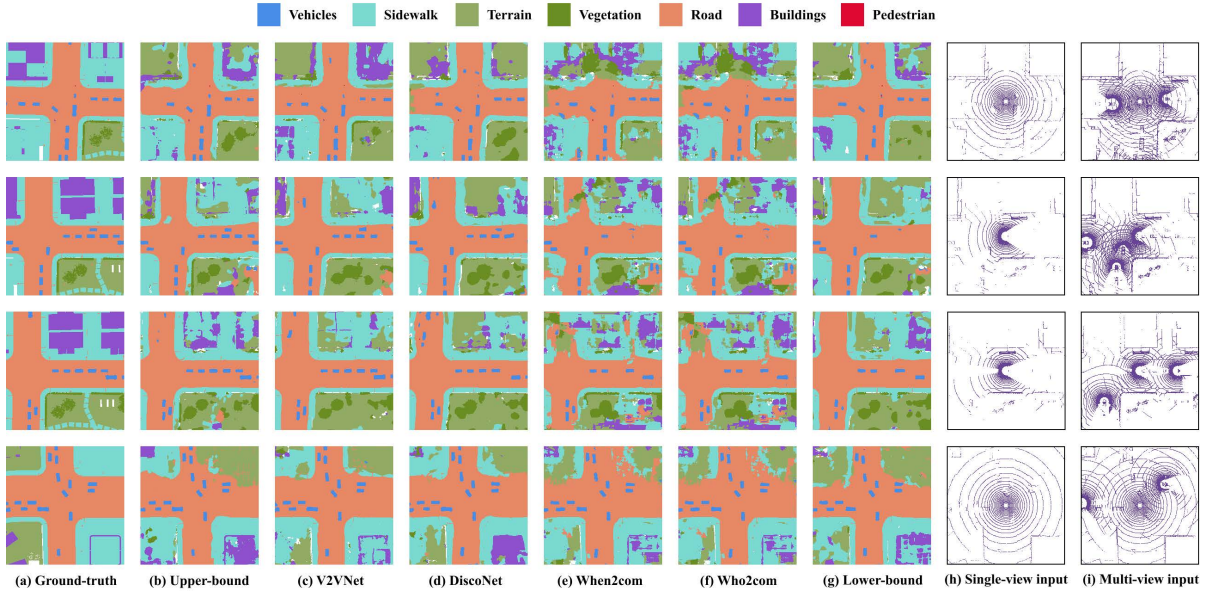 Vehicles Sidewalk Terrain Vegetation Road Buildings Pedestrian
(a) Ground-truth (b) Upper-bound (c) V2VNet (d) DiscoNet (e) When2com (f) Who2com (g) Lower-bound (h) Single-view input (i) Multi-view input